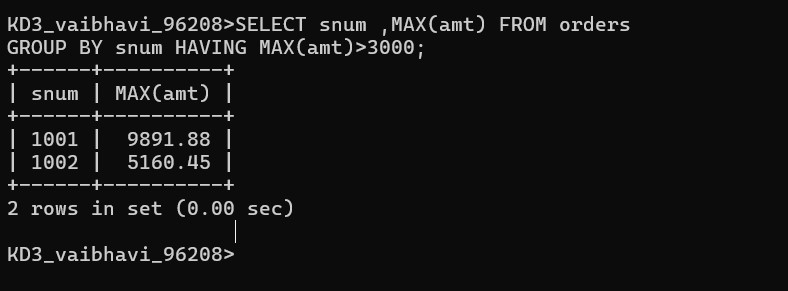 KD3_vaibhavi_96208>SELECT snum ,MAX(amt) FROM orders
GROUP BY snum HAVING MAX(amt)>3000;
+------+----------+
| snum | MAX(amt) |
+------+----------+
| 1001 |  9891.88 |
| 1002 |  5160.45 |
+------+----------+
2 rows in set (0.00 sec)
KD3_vaibhavi_96208>